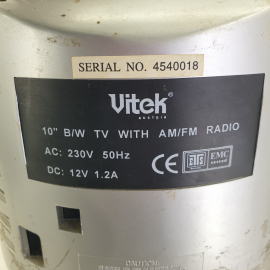 SERIAL NO. 4540018
Vitek
AUSTRIA
10" B/W TV WITH AM/FM RADIO
AC: 230V 50Hz
DC: 12V 1.2A
CE
EMC
CAUTION: